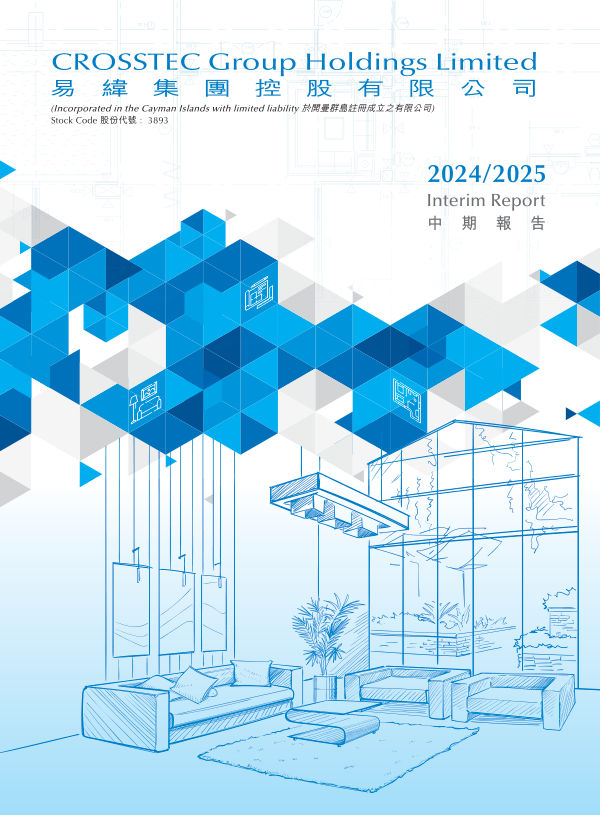 CROSSTEC Group Holdings Limited
易緯集團控股有限公司
(Incorporated in the Cayman Islands with limited liability 於開曼群島註冊成立之有限公司)
Stock Code 股份代號： 3893
2024/2025
Interim Report
中期報告